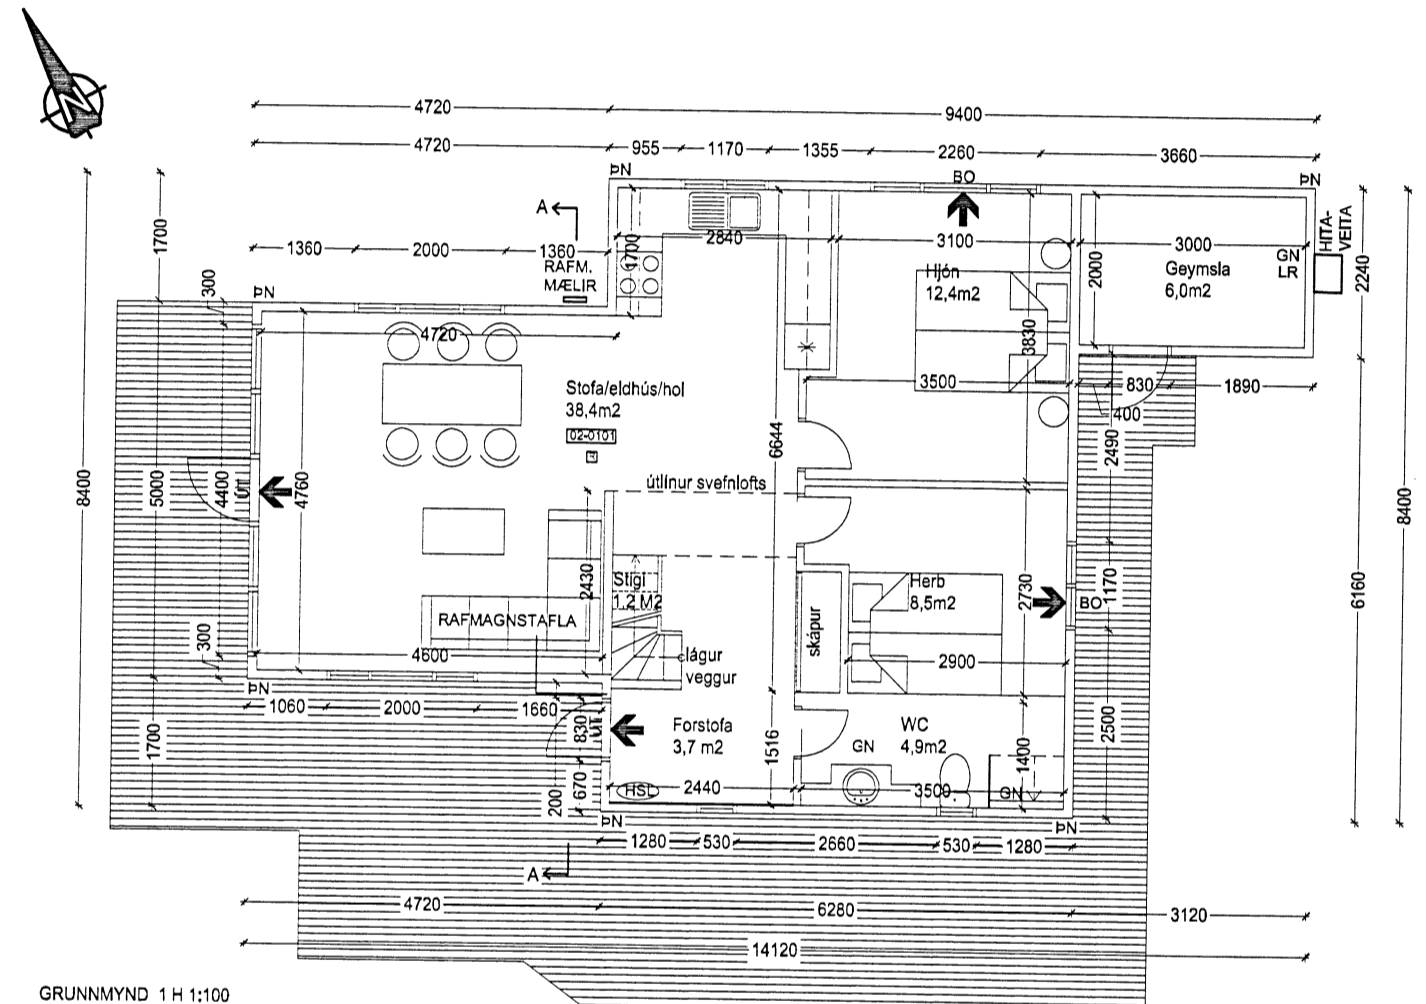 N
4720 9400
4720 955 1170 1355 2260 3660
ÞN BO ÞN
A
1360 2000 1360 1700 2840 3100 3000
RAFM.
MÆLIR
Hjón
12,4m2
2000
Geymsla
6,0m2
GN
LR
HITA-
VEITA
2240
1700
300
ÞN
4720
3830
3500
830 1890
400
Stofa/eldhús/hol
38,4m2
02-0101
6644
2490
8400
5000
4400
ÚT
4760
útlínur svefnlofts
8400
6160
2430
Stigi
1,2 M2
skápur
Herb
8,5m2
2730
BO
1170
RAFMAGNSTAFLA
300
4600
lágur
veggur
2900
ÞN
1060 2000 1660
1700
830
ÚT
Forstofa
3,7 m2
1516
WC
4,9m2
GN
1400
2500
200
670
HSL
2440
3500
GN
ÞN ÞN
1280 530 2660 530 1280
A
4720 6280 3120
14120
GRUNNMYND 1 H 1:100